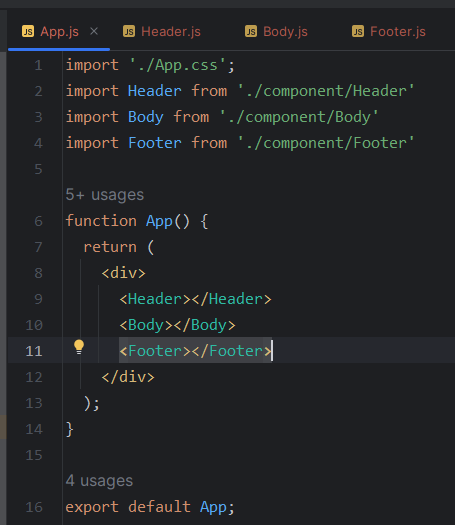 JS App.js × JS Header.js JS Body.js JS Footer.js
1 import './App.css';
2 import Header from './component/Header'
3 import Body from './component/Body'
4 import Footer from './component/Footer'
5
5+ usages
6 function App() {
7   return (
8     <div>
9       <Header></Header>
10       <Body></Body>
11       <Footer></Footer>
12     </div>
13   );
14 }
15
4 usages
16 export default App;